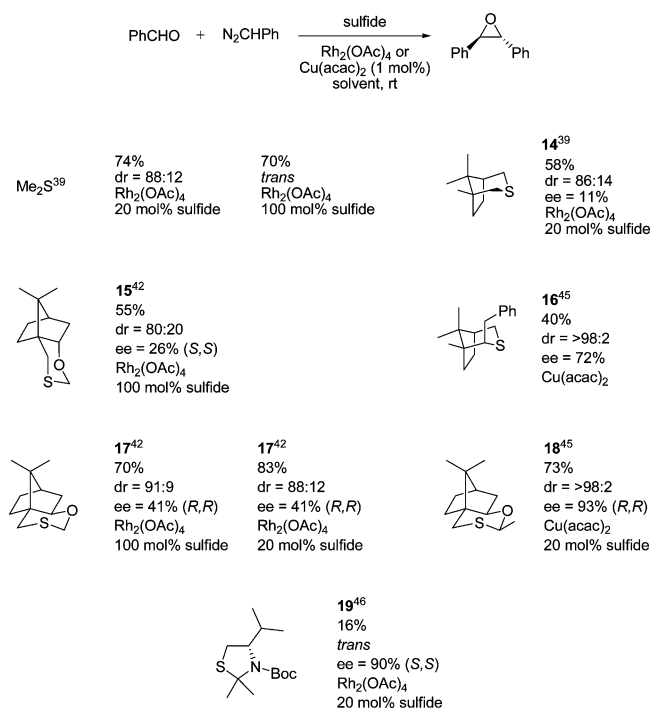 PhCHO + N₂CHPh
sulfide
Rh₂(OAc)₄ or
Cu(acac)₂ (1 mol%)
solvent, rt
O
Ph Ph
Me₂S³⁹
74%
dr = 88:12
Rh₂(OAc)₄
20 mol% sulfide
70%
trans
Rh₂(OAc)₄
100 mol% sulfide
S
14³⁹
58%
dr = 86:14
ee = 11%
Rh₂(OAc)₄
20 mol% sulfide
O
S
15⁴²
55%
dr = 80:20
ee = 26% (S,S)
Rh₂(OAc)₄
100 mol% sulfide
Ph
S
16⁴⁵
40%
dr = >98:2
ee = 72%
Cu(acac)₂
O
S
17⁴²
70%
dr = 91:9
ee = 41% (R,R)
Rh₂(OAc)₄
100 mol% sulfide
17⁴²
83%
dr = 88:12
ee = 41% (R,R)
Rh₂(OAc)₄
20 mol% sulfide
O
S
18⁴⁵
73%
dr = >98:2
ee = 93% (R,R)
Cu(acac)₂
20 mol% sulfide
S N Boc
19⁴⁶
16%
trans
ee = 90% (S,S)
Rh₂(OAc)₄
20 mol% sulfide